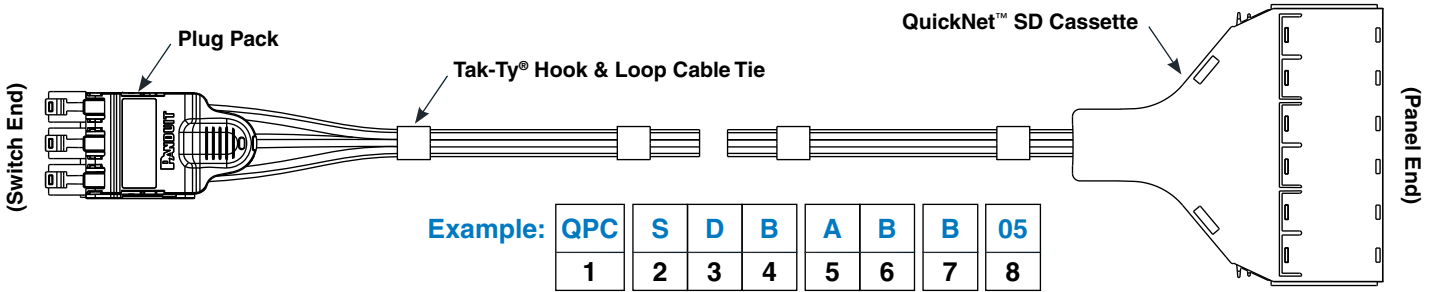 QuickNet™ SD Cassette
Plug Pack
Tak-Ty® Hook & Loop Cable Tie
(Switch End)
PANDUIT
(Panel End)
Example: QPC S D B A B B 05
1 2 3 4 5 6 7 8